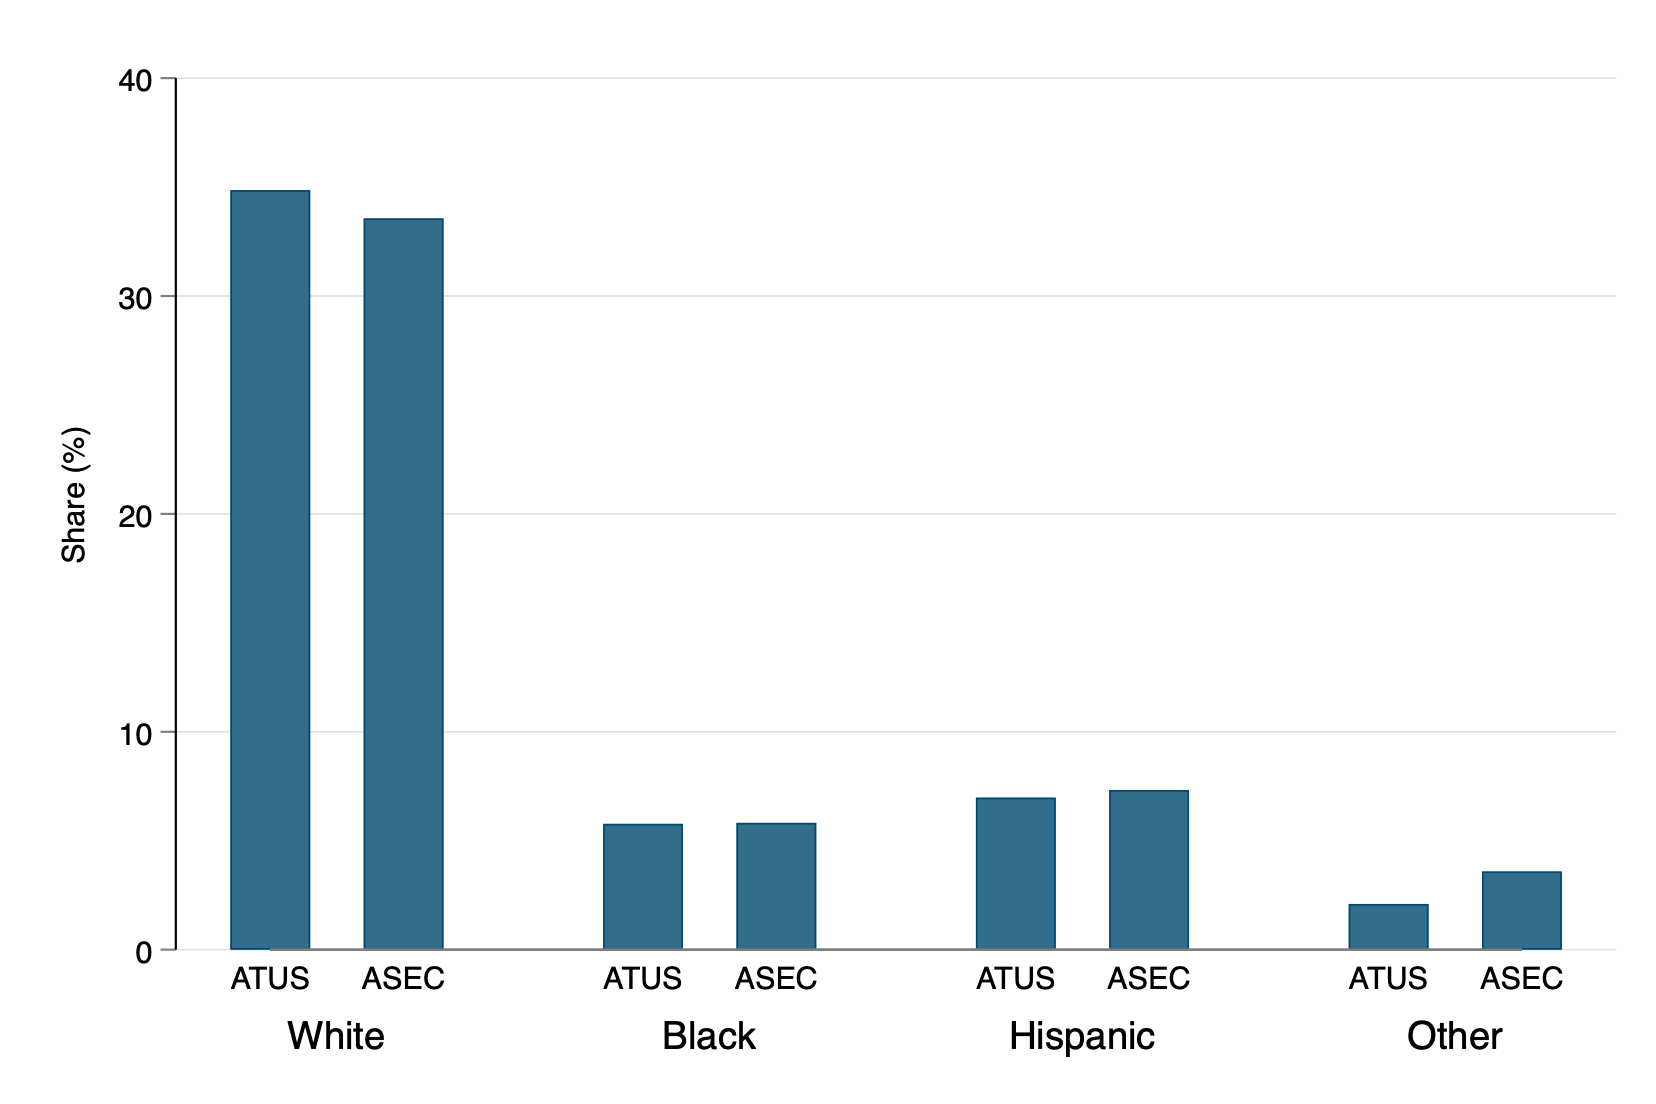 40
30
20
10
0
Share (%)
ATUS ASEC ATUS ASEC ATUS ASEC ATUS ASEC
White Black Hispanic Other